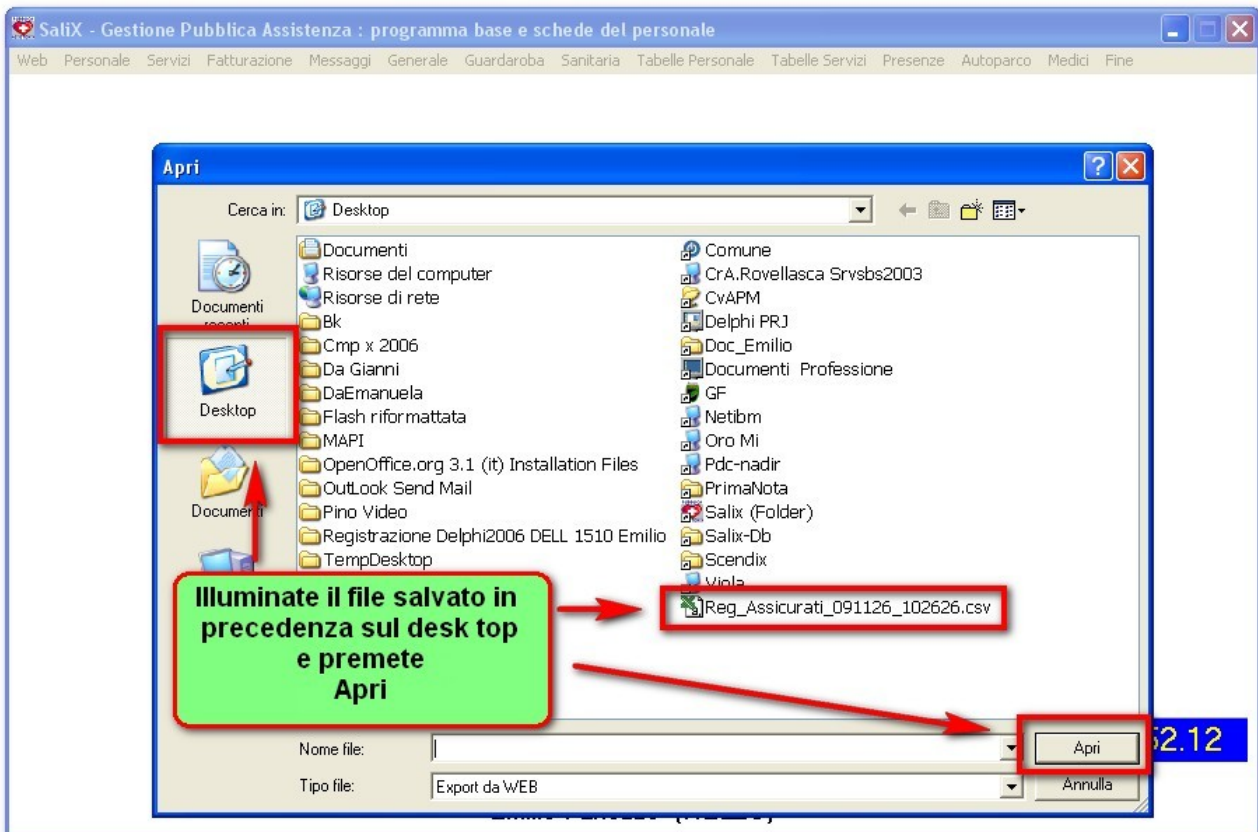 SaliX - Gestione Pubblica Assistenza : programma base e schede del personale
Web Personale Servizi Fatturazione Messaggi Generale Guardaroba Sanitaria Tabelle Personale Tabelle Servizi Presenze Autoparco Medici Fine
Apri
Cerca in: Desktop
Documenti recenti
Desktop
Documenti
Documenti
Risorse del computer
Risorse di rete
Bk
Cmp x 2006
Da Gianni
DaEmanuela
Flash riformattata
MAPI
OpenOffice.org 3.1 (it) Installation Files
OutLook Send Mail
Pino Video
Registrazione Delphi2006 DELL 1510 Emilio
TempDesktop
Comune
CrA.Rovellasca Srvsbs2003
CvAPM
Delphi PRJ
Doc_Emilio
Documenti Professione
GF
Netibm
Oro Mi
Pdc-nadir
PrimaNota
Salix (Folder)
Salix-Db
Scendix
Viola
Reg_Assicurati_091126_102626.csv
Illuminate il file salvato in
precedenza sul desk top
e premete
Apri
Nome file:
Apri
52.12
Tipo file: Export da WEB
Annulla